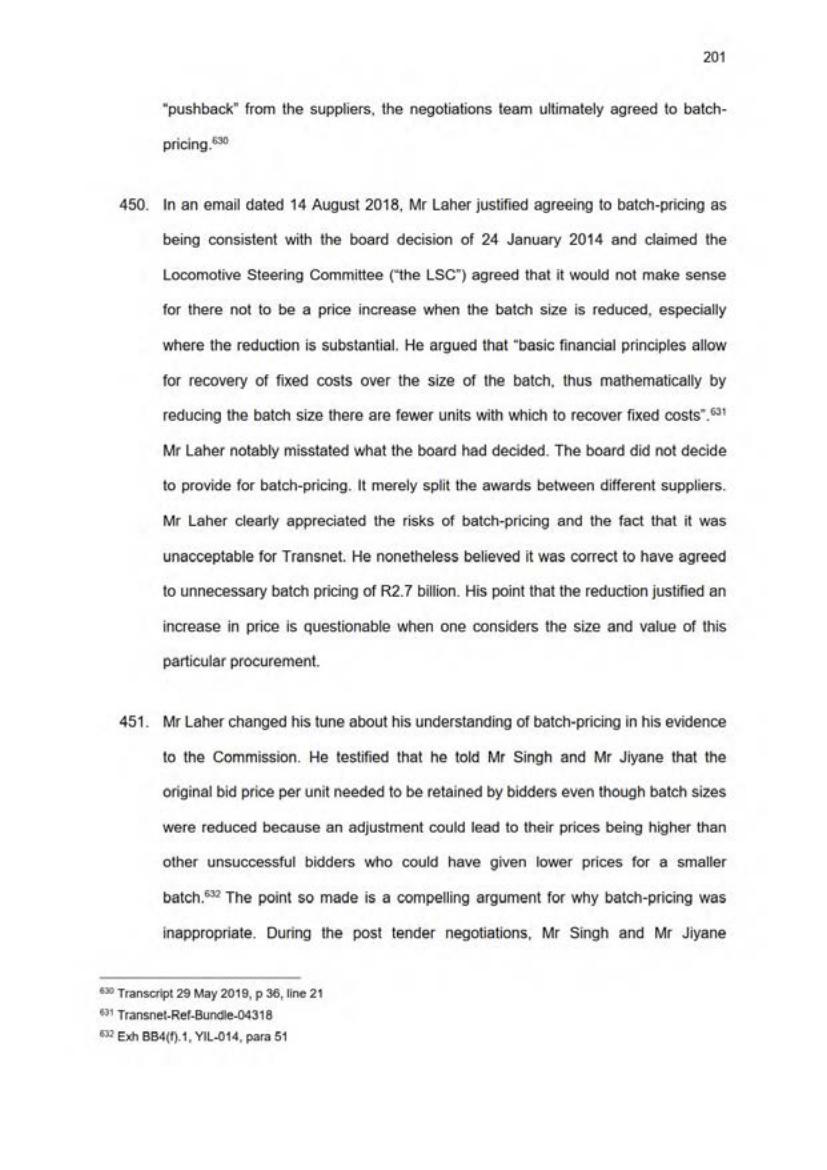 201
“pushback” from the suppliers, the negotiations team ultimately agreed to batch-
pricing.630
450. In an email dated 14 August 2018, Mr Laher justified agreeing to batch-pricing as
being consistent with the board decision of 24 January 2014 and claimed the
Locomotive Steering Committee (“the LSC”) agreed that it would not make sense
for there not to be a price increase when the batch size is reduced, especially
where the reduction is substantial. He argued that “basic financial principles allow
for recovery of fixed costs over the size of the batch, thus mathematically by
reducing the batch size there are fewer units with which to recover fixed costs”.631
Mr Laher notably misstated what the board had decided. The board did not decide
to provide for batch-pricing. It merely split the awards between different suppliers.
Mr Laher clearly appreciated the risks of batch-pricing and the fact that it was
unacceptable for Transnet. He nonetheless believed it was correct to have agreed
to unnecessary batch pricing of R2.7 billion. His point that the reduction justified an
increase in price is questionable when one considers the size and value of this
particular procurement.
451. Mr Laher changed his tune about his understanding of batch-pricing in his evidence
to the Commission. He testified that he told Mr Singh and Mr Jiyane that the
original bid price per unit needed to be retained by bidders even though batch sizes
were reduced because an adjustment could lead to their prices being higher than
other unsuccessful bidders who could have given lower prices for a smaller
batch.632 The point so made is a compelling argument for why batch-pricing was
inappropriate. During the post tender negotiations, Mr Singh and Mr Jiyane
630 Transcript 29 May 2019, p 36, line 21
631 Transnet-Ref-Bundle-04318
632 Exh BB4(f).1, YIL-014, para 51